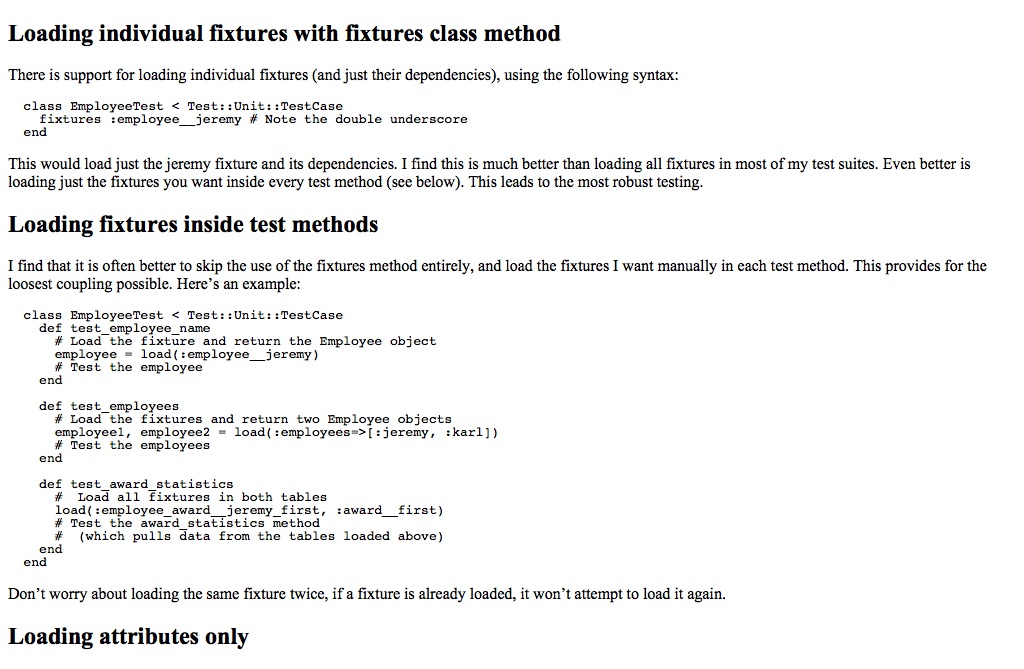 Loading individual fixtures with fixtures class method
There is support for loading individual fixtures (and just their dependencies), using the following syntax:
class EmployeeTest < Test::Unit::TestCase
  fixtures :employee__jeremy # Note the double underscore
end
This would load just the jeremy fixture and its dependencies. I find this is much better than loading all fixtures in most of my test suites. Even better is
loading just the fixtures you want inside every test method (see below). This leads to the most robust testing.
Loading fixtures inside test methods
I find that it is often better to skip the use of the fixtures method entirely, and load the fixtures I want manually in each test method. This provides for the
loosest coupling possible. Here’s an example:
class EmployeeTest < Test::Unit::TestCase
  def test_employee_name
    # Load the fixture and return the Employee object
    employee = load(:employee__jeremy)
    # Test the employee
  end
  def test_employees
    # Load the fixtures and return two Employee objects
    employee1, employee2 = load(:employees=>[:jeremy, :karl])
    # Test the employees
  end
  def test_award_statistics
    #  Load all fixtures in both tables
    load(:employee_award__jeremy_first, :award__first)
    # Test the award_statistics method
    #  (which pulls data from the tables loaded above)
  end
end
Don’t worry about loading the same fixture twice, if a fixture is already loaded, it won’t attempt to load it again.
Loading attributes only